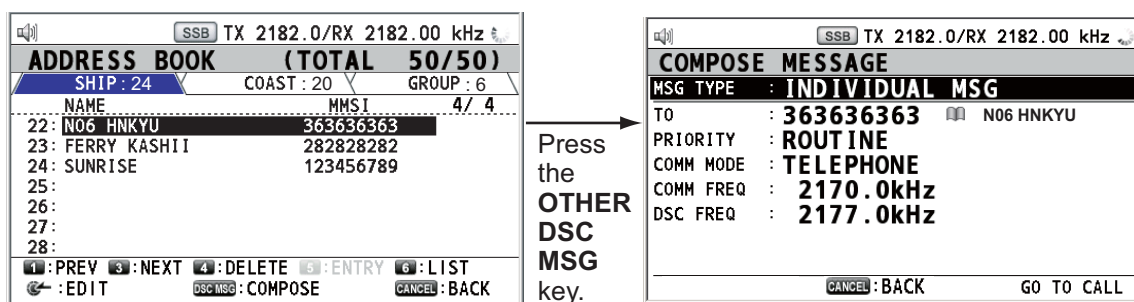 SSB TX 2182.0/RX 2182.00 kHz
ADDRESS BOOK (TOTAL 50/50)
SHIP : 24 COAST : 20 GROUP : 6
NAME MMSI 4/ 4
22: NO6 HNKYU 363636363
23: FERRY KASHII 282828282
24: SUNRISE 123456789
25:
26:
27:
28:
1 :PREV 3 :NEXT 4 :DELETE 5 :ENTRY 6 :LIST
:EDIT DSC MSG :COMPOSE CANCEL :BACK
Press
the
OTHER
DSC
MSG
key.
SSB TX 2182.0/RX 2182.00 kHz
COMPOSE MESSAGE
MSG TYPE : INDIVIDUAL MSG
TO : 363636363 N06 HNKYU
PRIORITY : ROUTINE
COMM MODE : TELEPHONE
COMM FREQ : 2170.0kHz
DSC FREQ : 2177.0kHz
CANCEL : BACK GO TO CALL